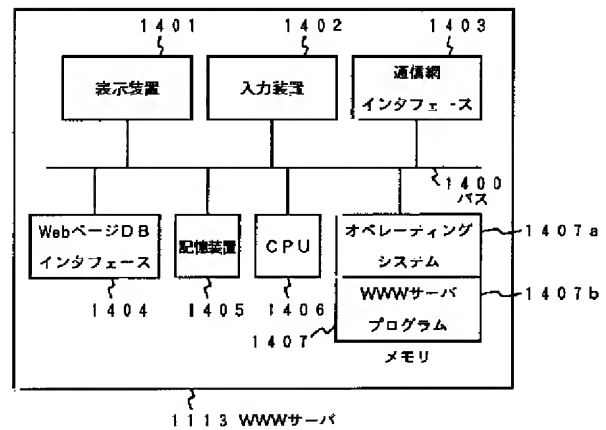 1401
1402
1403
表示装置
入力装置
通信網
インタフェース
1400
バス
WebページDB
インタフェース
記憶装置
CPU
オペレーティング
システム
1407a
WWWサーバ
プログラム
1407b
1404
1405
1406
1407
メモリ
1113 WWWサーバ